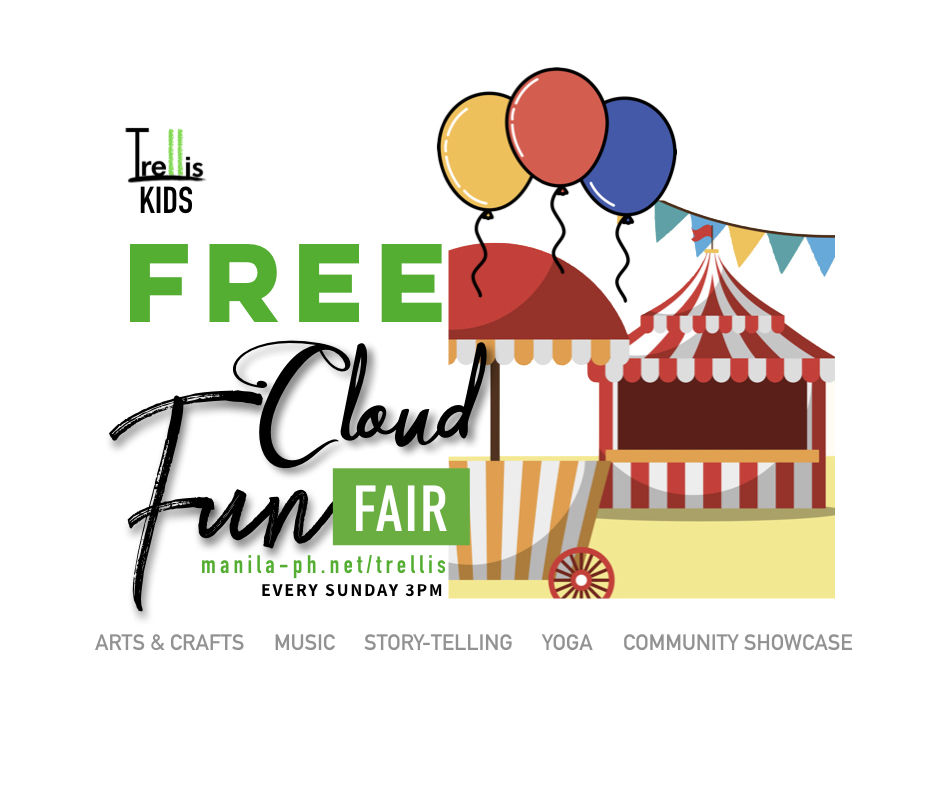 Trellis
KIDS
FREE
Cloud
Fun FAIR
manila-ph.net/trellis
EVERY SUNDAY 3PM
ARTS & CRAFTS MUSIC STORY-TELLING YOGA COMMUNITY SHOWCASE